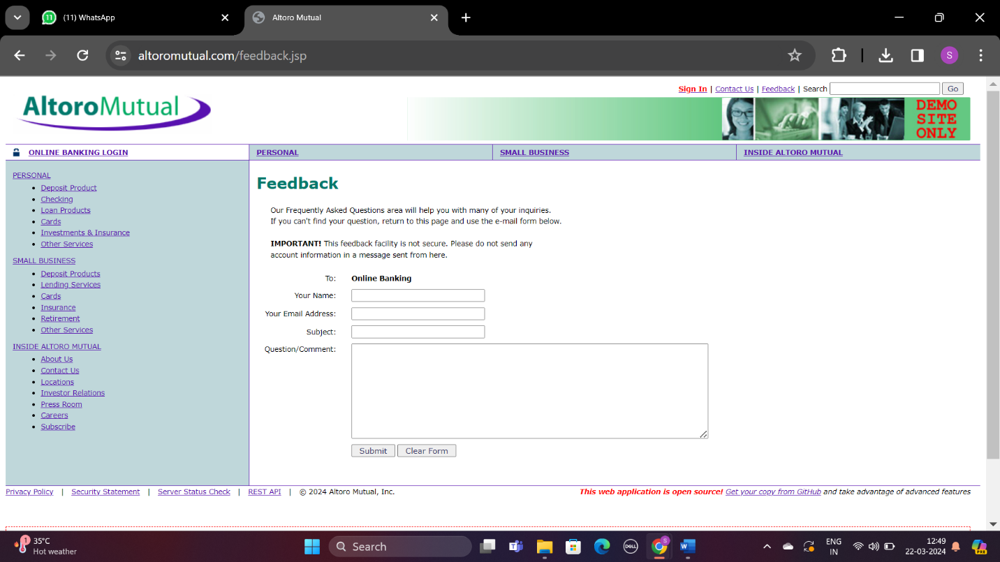 11
(11) WhatsApp
Altoro Mutual
altoromutual.com/feedback.jsp
S
Sign In | Contact Us | Feedback | Search
Go
AltoroMutual
DEMO
SITE
ONLY
ONLINE BANKING LOGIN
PERSONAL
SMALL BUSINESS
INSIDE ALTORO MUTUAL
PERSONAL
Deposit Product
Checking
Loan Products
Cards
Investments & Insurance
Other Services
SMALL BUSINESS
Deposit Products
Lending Services
Cards
Insurance
Retirement
Other Services
INSIDE ALTORO MUTUAL
About Us
Contact Us
Locations
Investor Relations
Press Room
Careers
Subscribe
Feedback
Our Frequently Asked Questions area will help you with many of your inquiries.
If you can't find your question, return to this page and use the e-mail form below.
IMPORTANT! This feedback facility is not secure. Please do not send any
account information in a message sent from here.
To: Online Banking
Your Name:
Your Email Address:
Subject:
Question/Comment:
Submit
Clear Form
Privacy Policy | Security Statement | Server Status Check | REST API | © 2024 Altoro Mutual, Inc.
This web application is open source! Get your copy from GitHub and take advantage of advanced features
1
35°C
Hot weather
Search
DELL
S
W
ENG
IN
12:49
22-03-2024
PRE